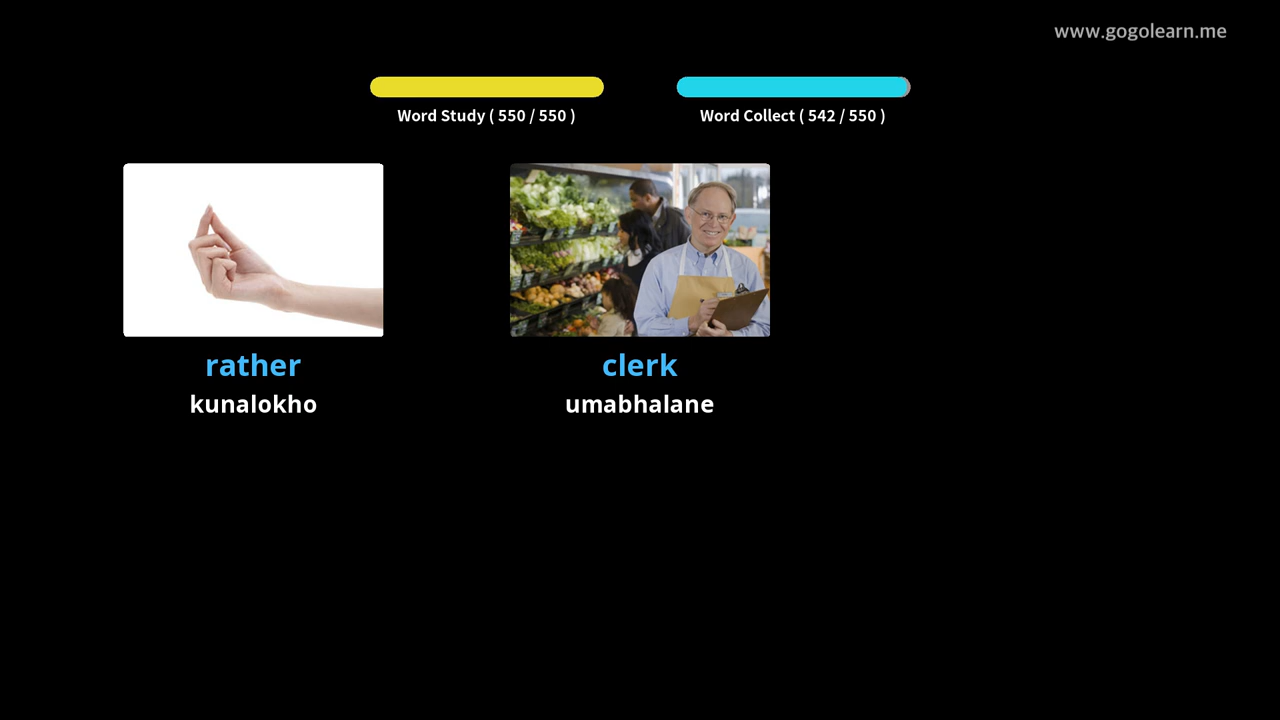 www.gogolearn.me
Word Study ( 550 / 550 )
Word Collect ( 542 / 550 )
rather
kunalokho
clerk
umabhalane